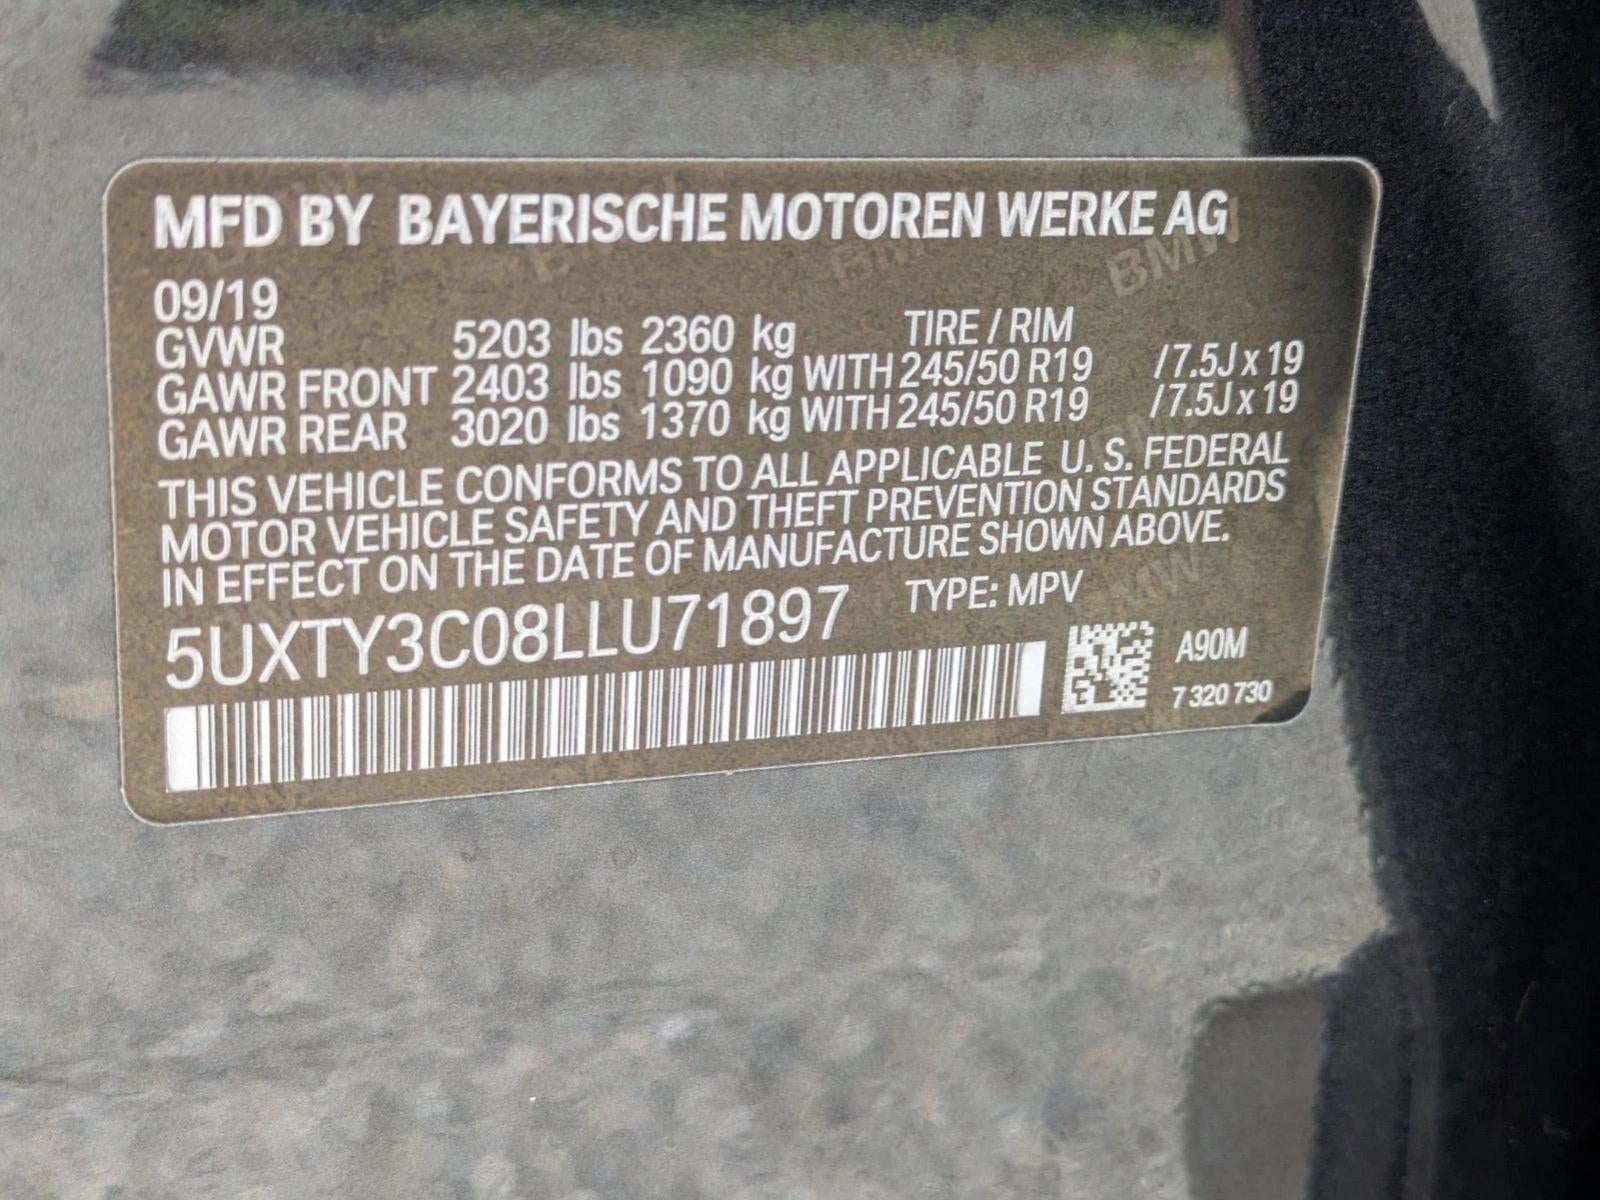 MFD BY BAYERISCHE MOTOREN WERKE AG
09/19
GVWR 5203 lbs 2360 kg TIRE / RIM
GAWR FRONT 2403 lbs 1090 kg WITH 245/50 R19 /7.5J x 19
GAWR REAR 3020 lbs 1370 kg WITH 245/50 R19 /7.5J x 19
THIS VEHICLE CONFORMS TO ALL APPLICABLE U. S. FEDERAL
MOTOR VEHICLE SAFETY AND THEFT PREVENTION STANDARDS
IN EFFECT ON THE DATE OF MANUFACTURE SHOWN ABOVE.
5UXTY3C08LLU71897 TYPE: MPV
A90M
7 320 730
BMW